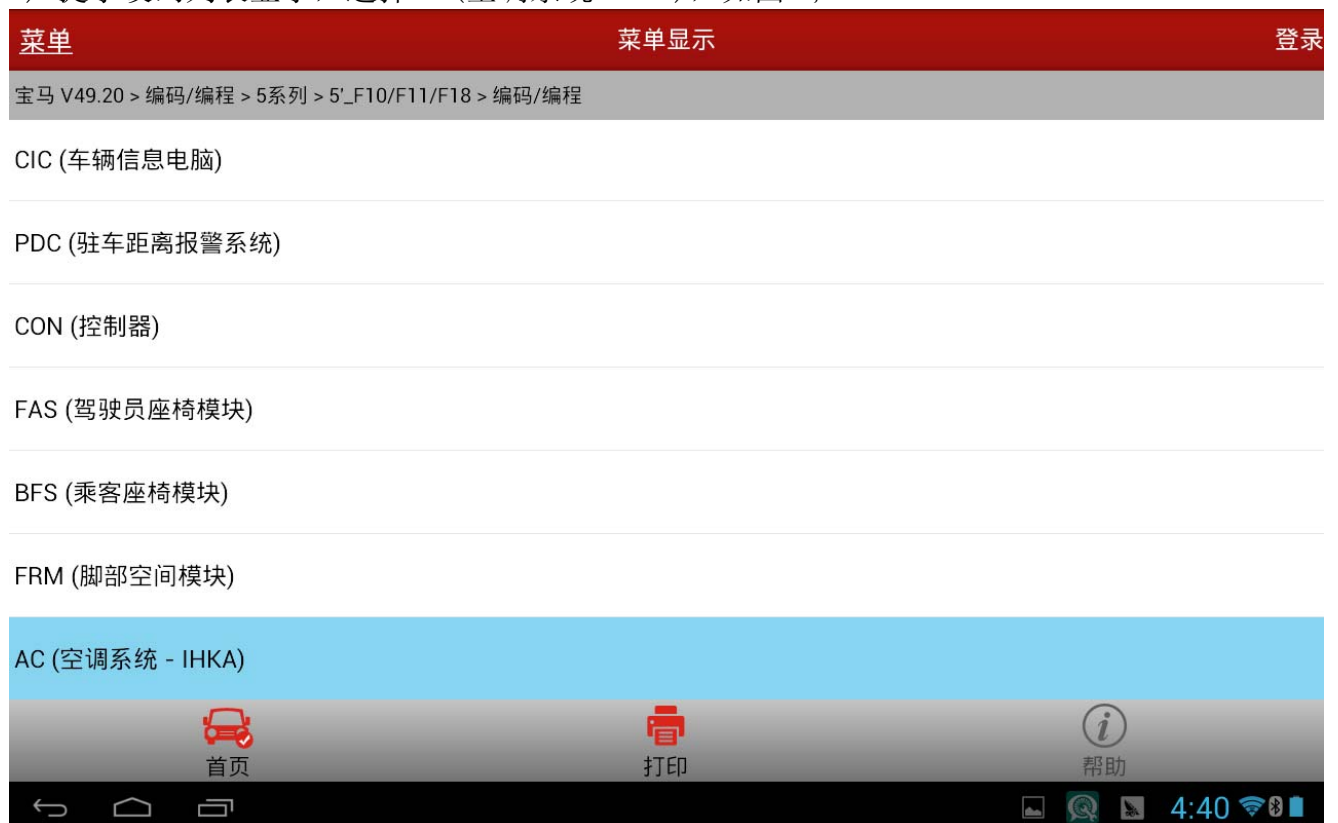 菜单
菜单显示
登录
宝马 V49.20 > 编码/编程 > 5系列 > 5'_F10/F11/F18 > 编码/编程
CIC (车辆信息电脑)
PDC (驻车距离报警系统)
CON (控制器)
FAS (驾驶员座椅模块)
BFS (乘客座椅模块)
FRM (脚部空间模块)
AC (空调系统 - IHKA)
首页
打印
帮助
4:40